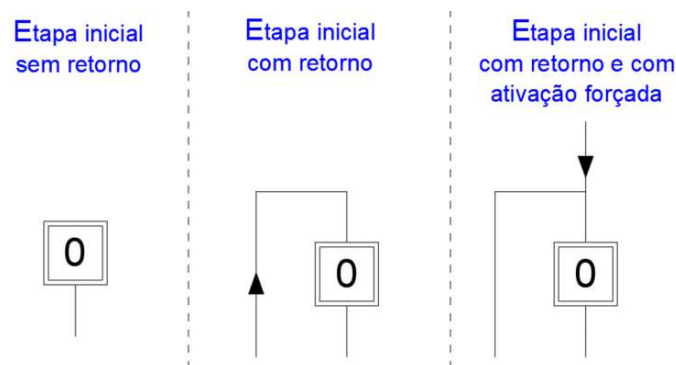 Etapa inicial
sem retorno
Etapa inicial
com retorno
Etapa inicial
com retorno e com
ativação forçada
0
0
0